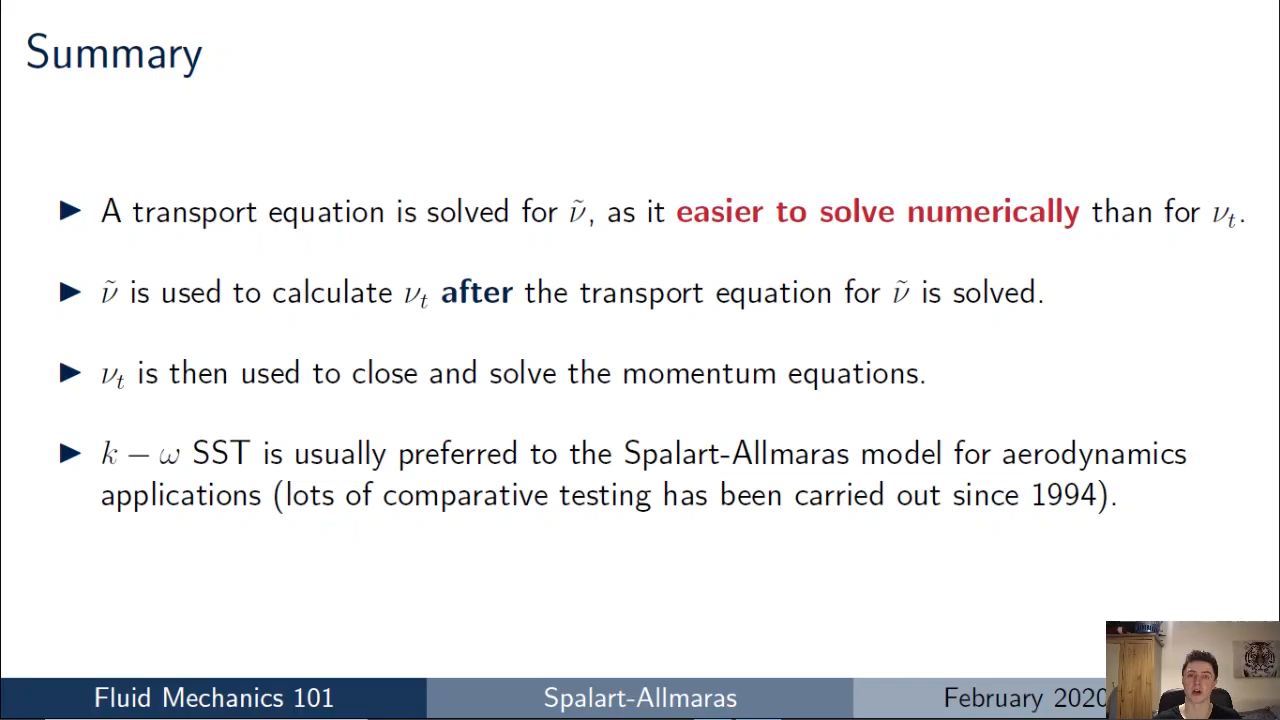 Summary
▶ A transport equation is solved for ν̃, as it easier to solve numerically than for νₜ.
▶ ν̃ is used to calculate νₜ after the transport equation for ν̃ is solved.
▶ νₜ is then used to close and solve the momentum equations.
▶ k − ω SST is usually preferred to the Spalart-Allmaras model for aerodynamics
applications (lots of comparative testing has been carried out since 1994).
Fluid Mechanics 101
Spalart-Allmaras
February 2020